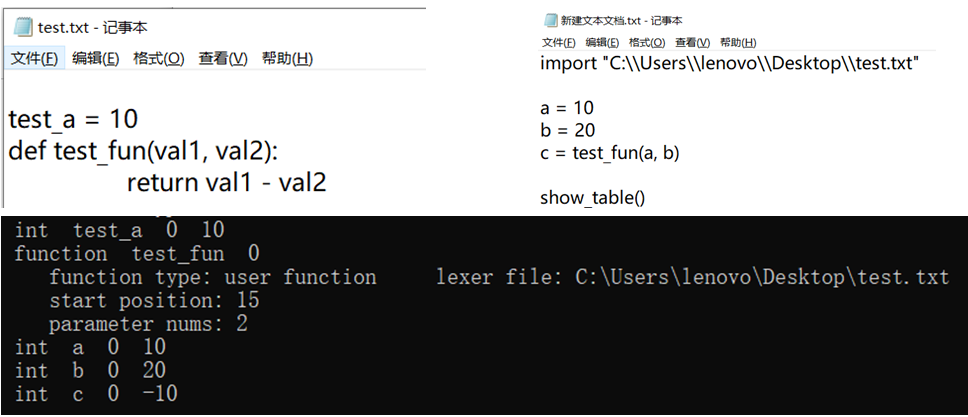 test.txt - 记事本
文件(F) 编辑(E) 格式(O) 查看(V) 帮助(H)
test_a = 10
def test_fun(val1, val2):
return val1 - val2
新建文本文档.txt - 记事本
文件(F) 编辑(E) 格式(O) 查看(V) 帮助(H)
import "C:\\Users\\lenovo\\Desktop\\test.txt"
a = 10
b = 20
c = test_fun(a, b)
show_table()
int test_a 0 10
function test_fun 0
function type: user function lexer file: C:\Users\lenovo\Desktop\test.txt
start position: 15
parameter nums: 2
int a 0 10
int b 0 20
int c 0 -10